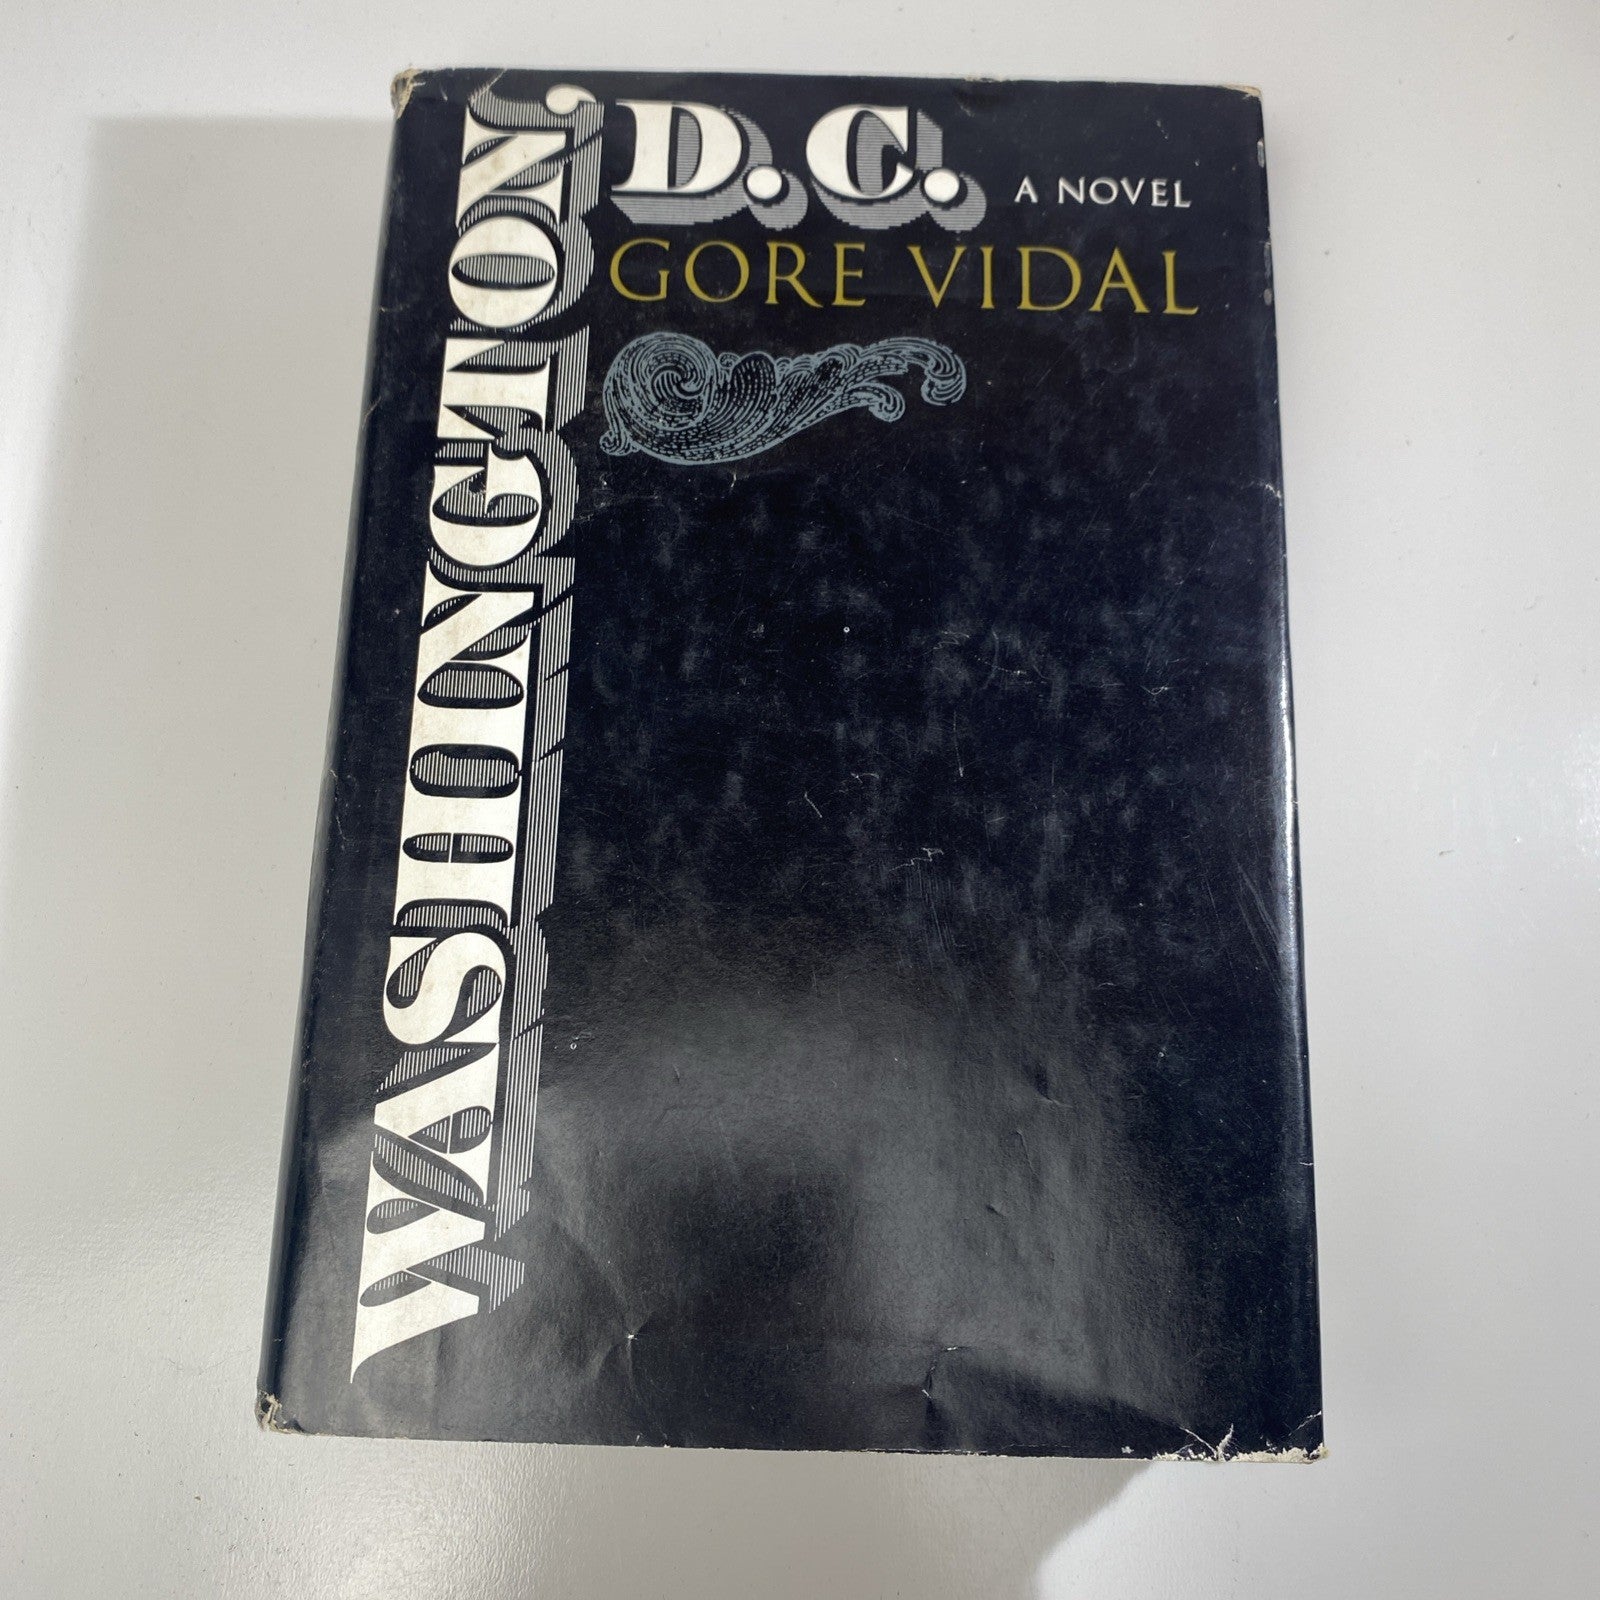 WASHINGTON,
D.C.
A NOVEL
GORE VIDAL